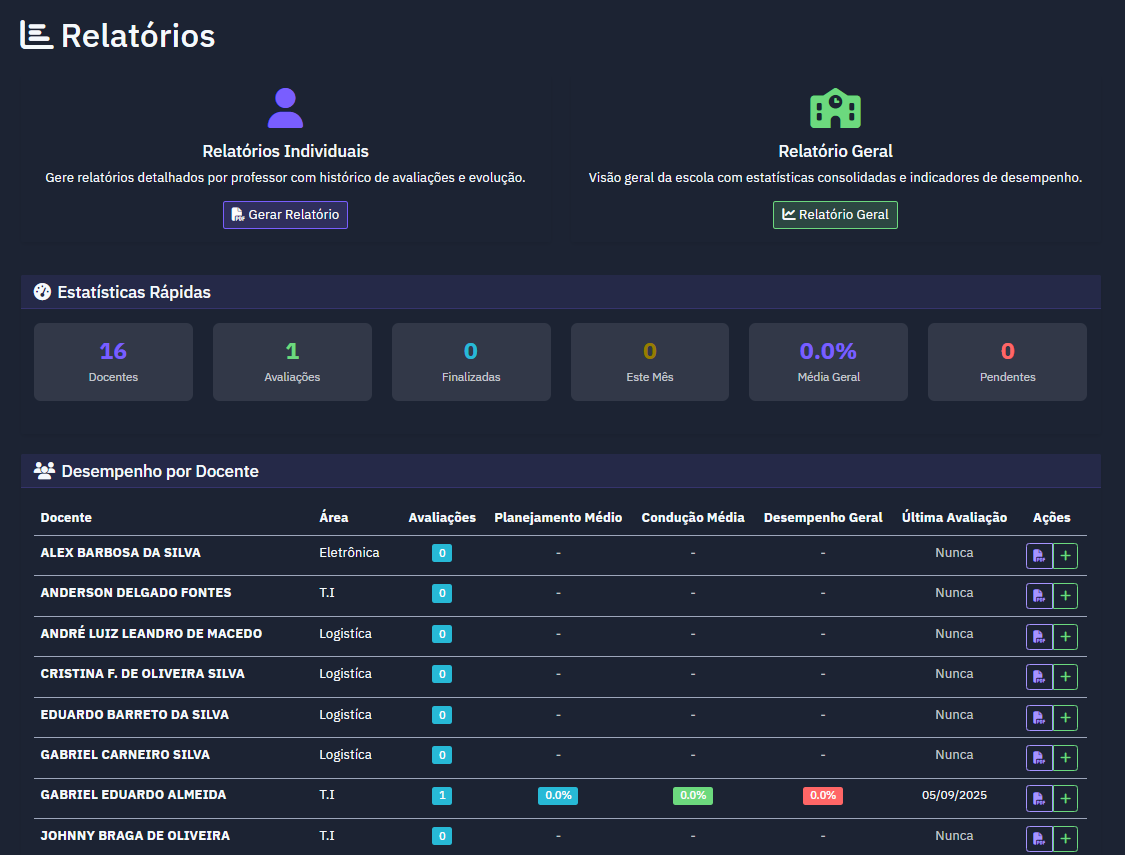 Relatórios
Relatórios Individuais
Gere relatórios detalhados por professor com histórico de avaliações e evolução.
Gerar Relatório
Relatório Geral
Visão geral da escola com estatísticas consolidadas e indicadores de desempenho.
Relatório Geral
Estatísticas Rápidas
16
Docentes
1
Avaliações
0
Finalizadas
0
Este Mês
0.0%
Média Geral
0
Pendentes
Desempenho por Docente
Docente Área Avaliações Planejamento Médio Condução Média Desempenho Geral Última Avaliação Ações
ALEX BARBOSA DA SILVA Eletrônica 0 - - - Nunca PDF +
ANDERSON DELGADO FONTES T.I 0 - - - Nunca PDF +
ANDRÉ LUIZ LEANDRO DE MACEDO Logistíca 0 - - - Nunca PDF +
CRISTINA F. DE OLIVEIRA SILVA Logistíca 0 - - - Nunca PDF +
EDUARDO BARRETO DA SILVA Logistíca 0 - - - Nunca PDF +
GABRIEL CARNEIRO SILVA Logistíca 0 - - - Nunca PDF +
GABRIEL EDUARDO ALMEIDA T.I 1 0.0% 0.0% 0.0% 05/09/2025 PDF +
JOHNNY BRAGA DE OLIVEIRA T.I 0 - - - Nunca PDF +